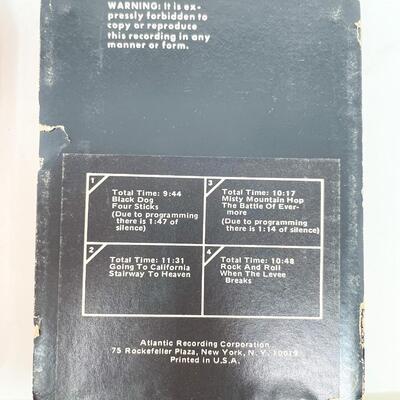 WARNING: It is ex-
pressly forbidden to
copy or reproduce
this recording in any
manner or form.
1
Total Time: 9:44
Black Dog
Four Sticks
(Due to programming
there is 1:47 of
silence)
2
Total Time: 11:31
Going To California
Stairway To Heaven
3
Total Time: 10:17
Misty Mountain Hop
The Battle Of Ever-
more
(Due to programming
there is 1:14 of silence)
4
Total Time: 10:48
Rock And Roll
When The Levee
Breaks
Atlantic Recording Corporation
75 Rockefeller Plaza, New York, N. Y. 10019
Printed in U.S.A.